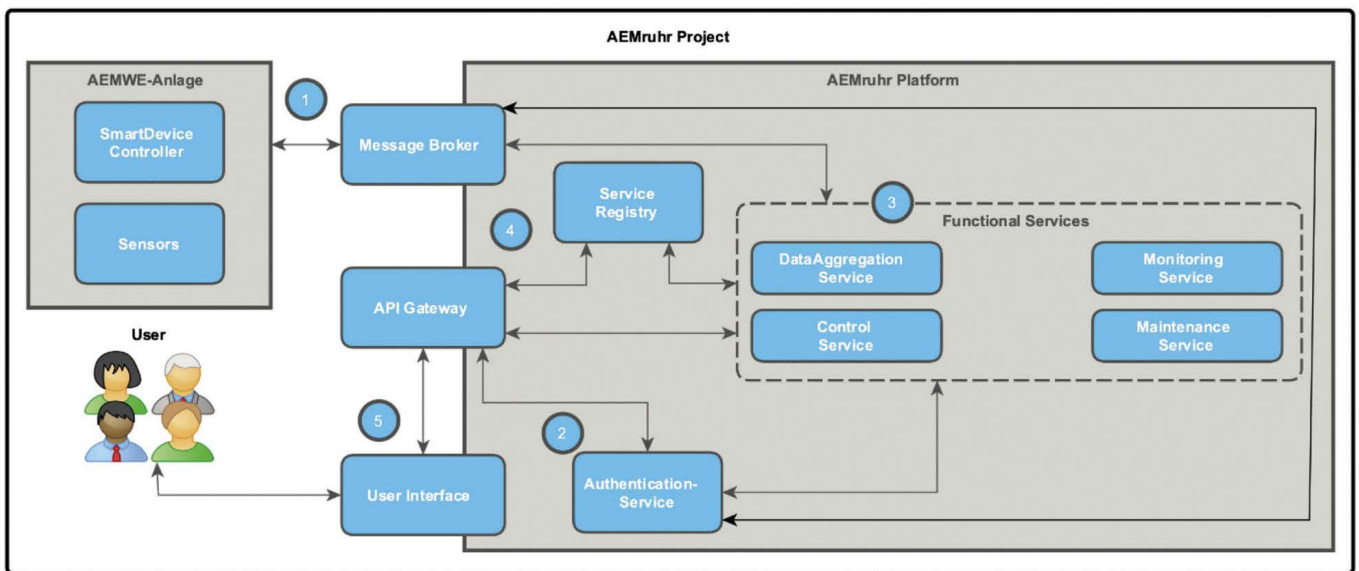 AEMruhr Project
AEMWE-Anlage
SmartDevice
Controller
Sensors
1
Message Broker
AEMruhr Platform
Service
Registry
4
3
Functional Services
DataAggregation
Service
Monitoring
Service
Control
Service
Maintenance
Service
API Gateway
User
5
2
User Interface
Authentication-
Service